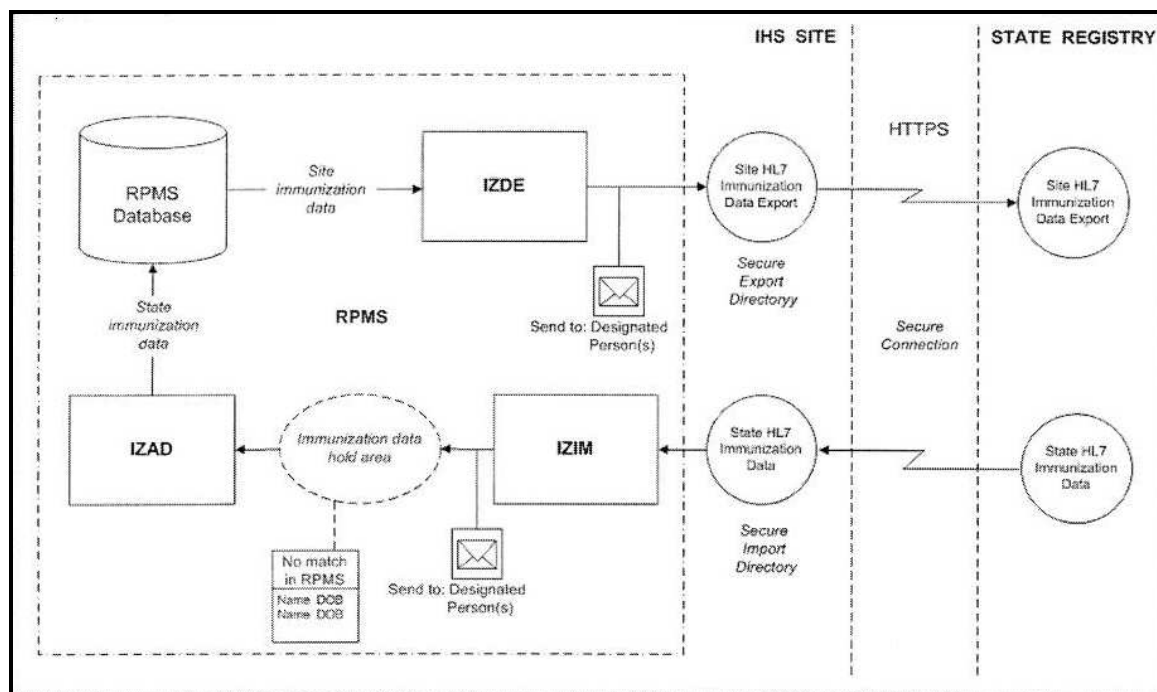 IHS SITE
STATE REGISTRY
HTTPS
RPMS
Database
Site
immunization
data
IZDE
Site HL7
Immunization
Data Export
Site HL7
Immunization
Data Export
Secure
Export
Directoryy
Send to: Designated
Person(s)
State
immunization
data
RPMS
Secure
Connection
IZAD
Immunization data
hold area
IZIM
State HL7
Immunization
Data
State HL7
Immunization
Data
Secure
Import
Directory
No match
in RPMS
Name DOB
Name DOB
Send to: Designated
Person(s)